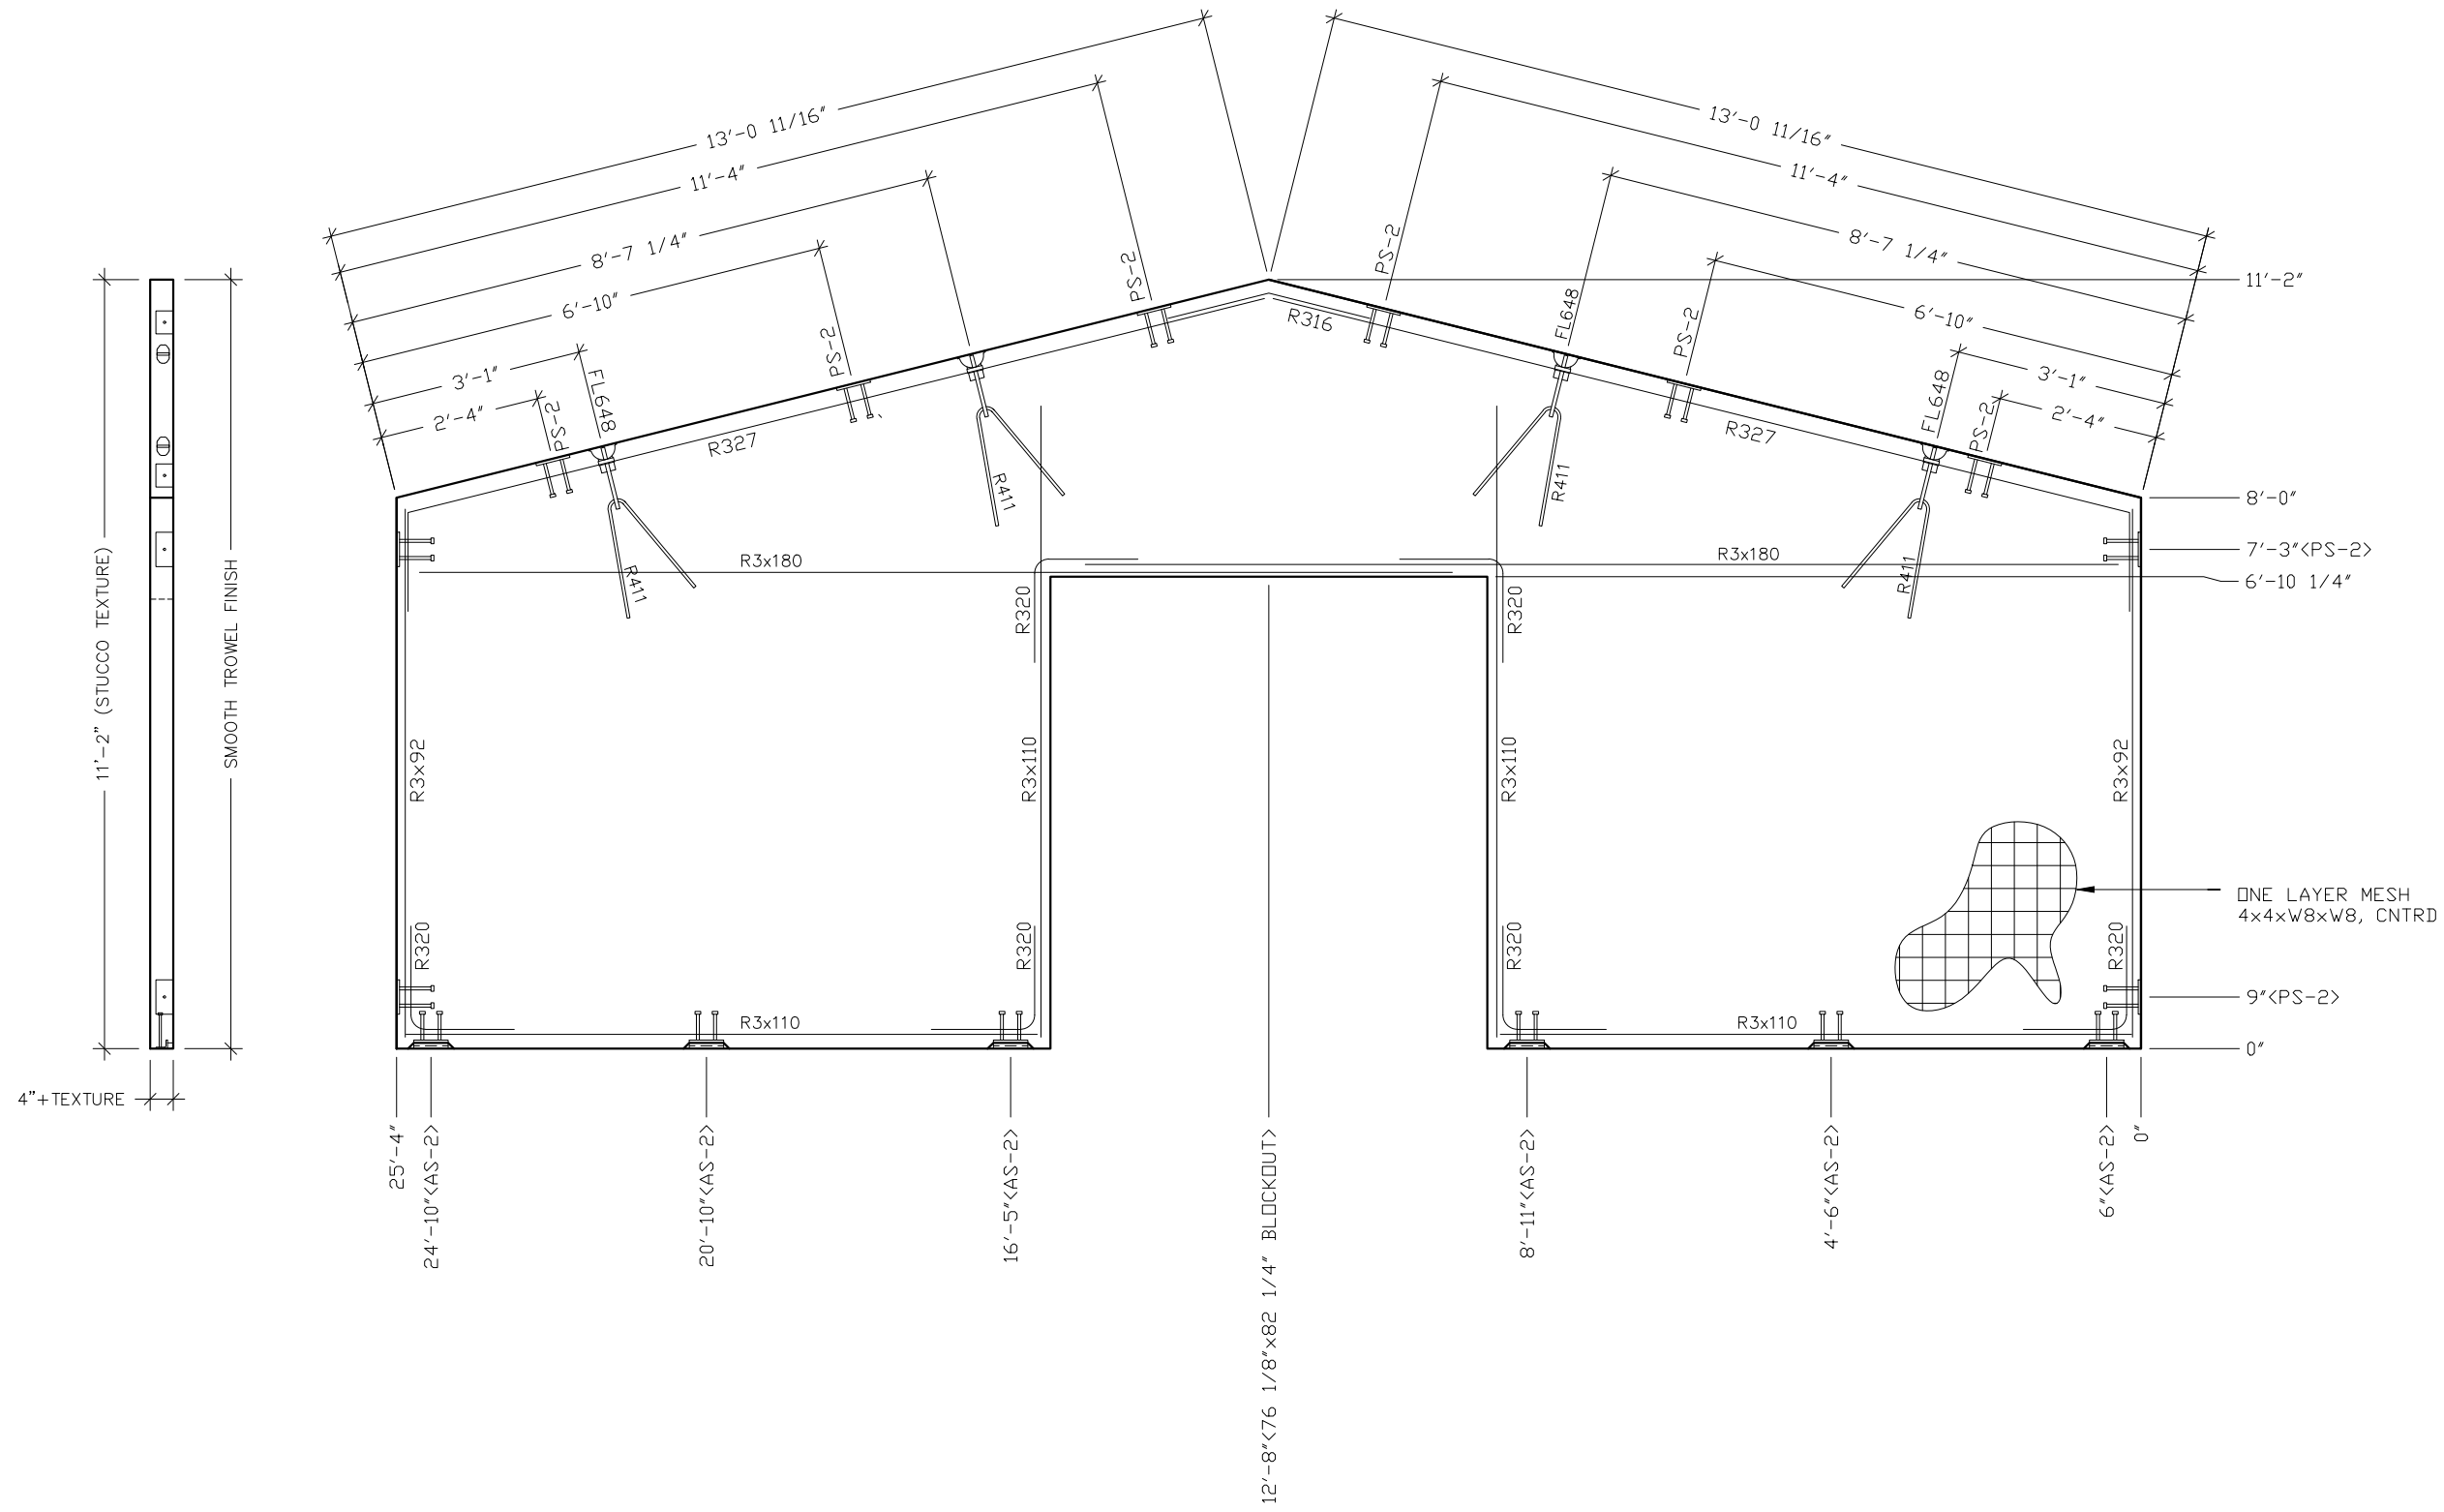 13'-0 11/16"
11'-4"
8'-7 1/4"
6'-10"
3'-1"
2'-4"
PS-2
FL648
PS-2
PS-2
13'-0 11/16"
11'-4"
8'-7 1/4"
6'-10"
3'-1"
2'-4"
PS-2
FL648
PS-2
FL648
PS-2
11'-2"
8'-0"
7'-3"<PS-2>
6'-10 1/4"
R316
R327
R327
R411
R411
R411
R411
R3x180
R3x180
R320
R320
11'-2" (STUCCO TEXTURE)
SMOOTH TROWEL FINISH
R3x92
R3x110
R3x110
R3x92
ONE LAYER MESH
4x4xW8xW8, CNTRD
R320
R320
R320
R320
9"<PS-2>
R3x110
R3x110
0"
4"+TEXTURE
25'-4"
24'-10"<AS-2>
20'-10"<AS-2>
16'-5"<AS-2>
12'-8"<76 1/8"x82 1/4" BLOCKOUT>
8'-11"<AS-2>
4'-6"<AS-2>
6"<AS-2>
0"